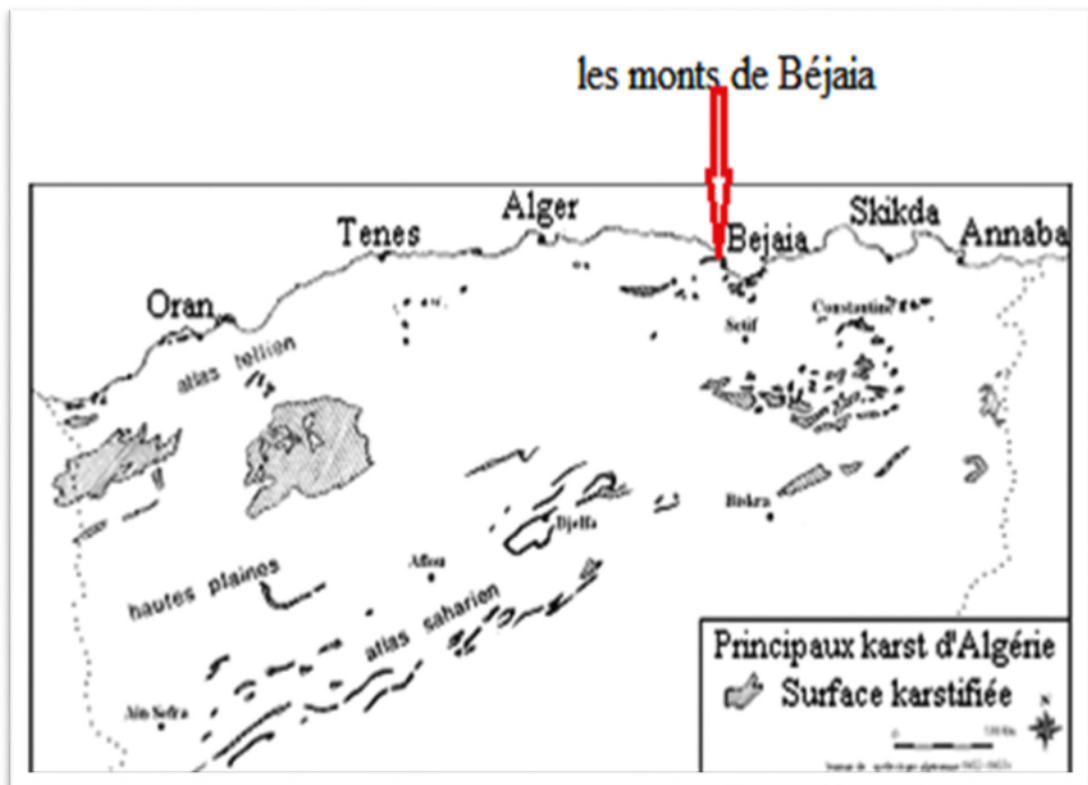 les monts de Béjaia
Alger
Skikda
Tenes
Bejaia
Annaba
Oran
Constantine
Setif
atlas tellien
Biskra
Djelfa
Aflou
hautes plaines
atlas saharien
Ain Sefra
Principaux karst d'Algérie
Surface karstifiée
N
0